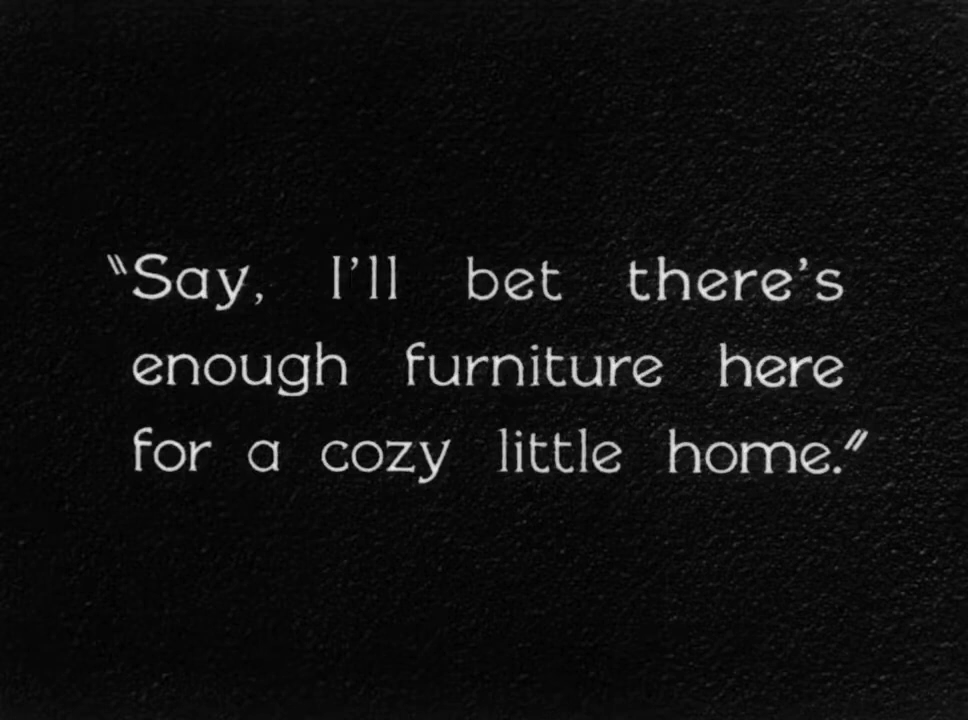 "Say, I'll bet there's
enough furniture here
for a cozy little home."